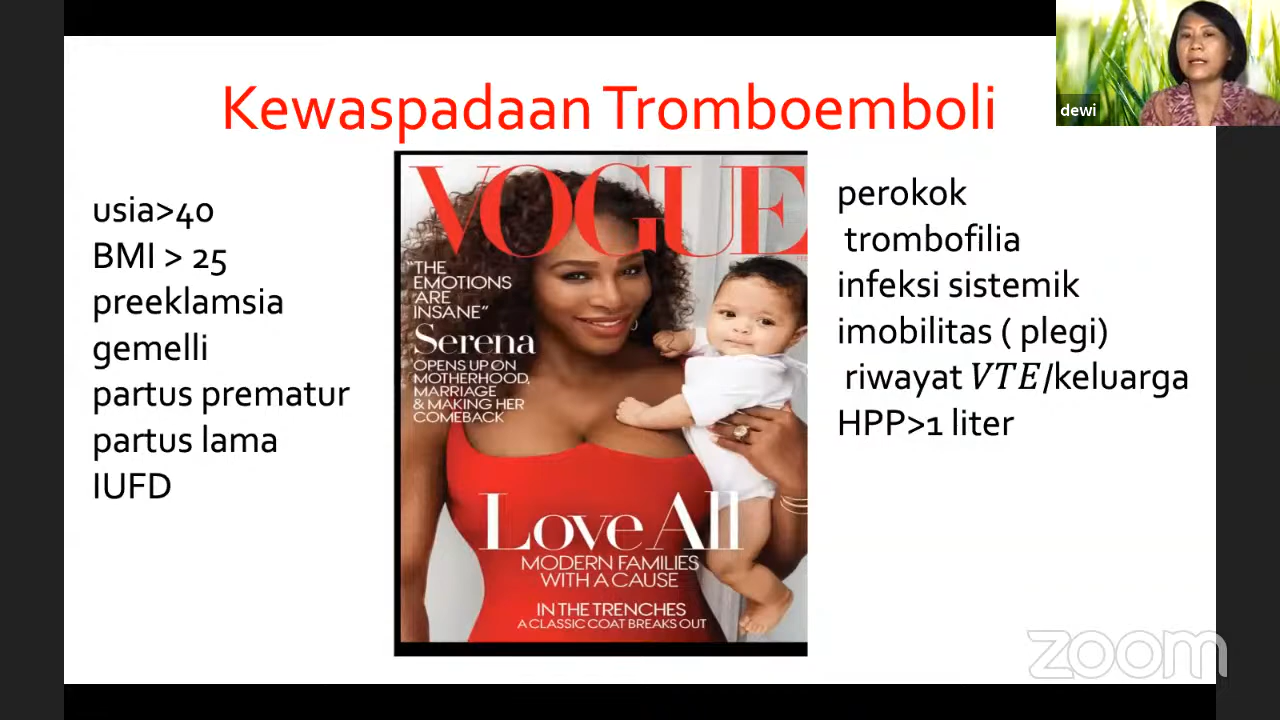 Kewaspadaan Tromboemboli
dewi
usia>40
BMI > 25
preeklamsia
gemelli
partus prematur
partus lama
IUFD
VOGUE
"THE
EMOTIONS
ARE
INSANE"
Serena
OPENS UP ON
MOTHERHOOD,
MARRIAGE
& MAKING HER
COMEBACK
Love All
MODERN FAMILIES
WITH A CAUSE
IN THE TRENCHES
A CLASSIC COAT BREAKS OUT
perokok
trombofilia
infeksi sistemik
imobilitas ( plegi)
riwayat VTE/keluarga
HPP>1 liter
zoom